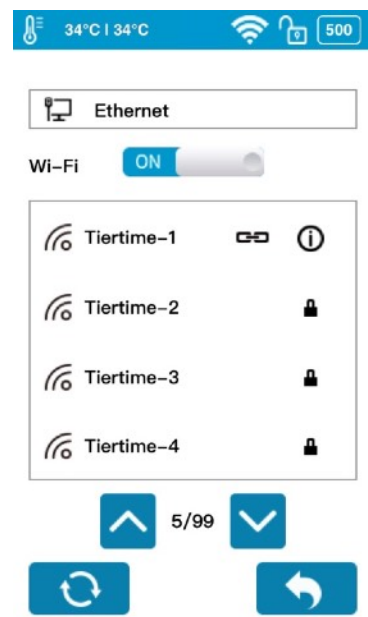 34°C | 34°C 500
Ethernet
Wi-Fi ON
Tiertime-1
Tiertime-2
Tiertime-3
Tiertime-4
5/99